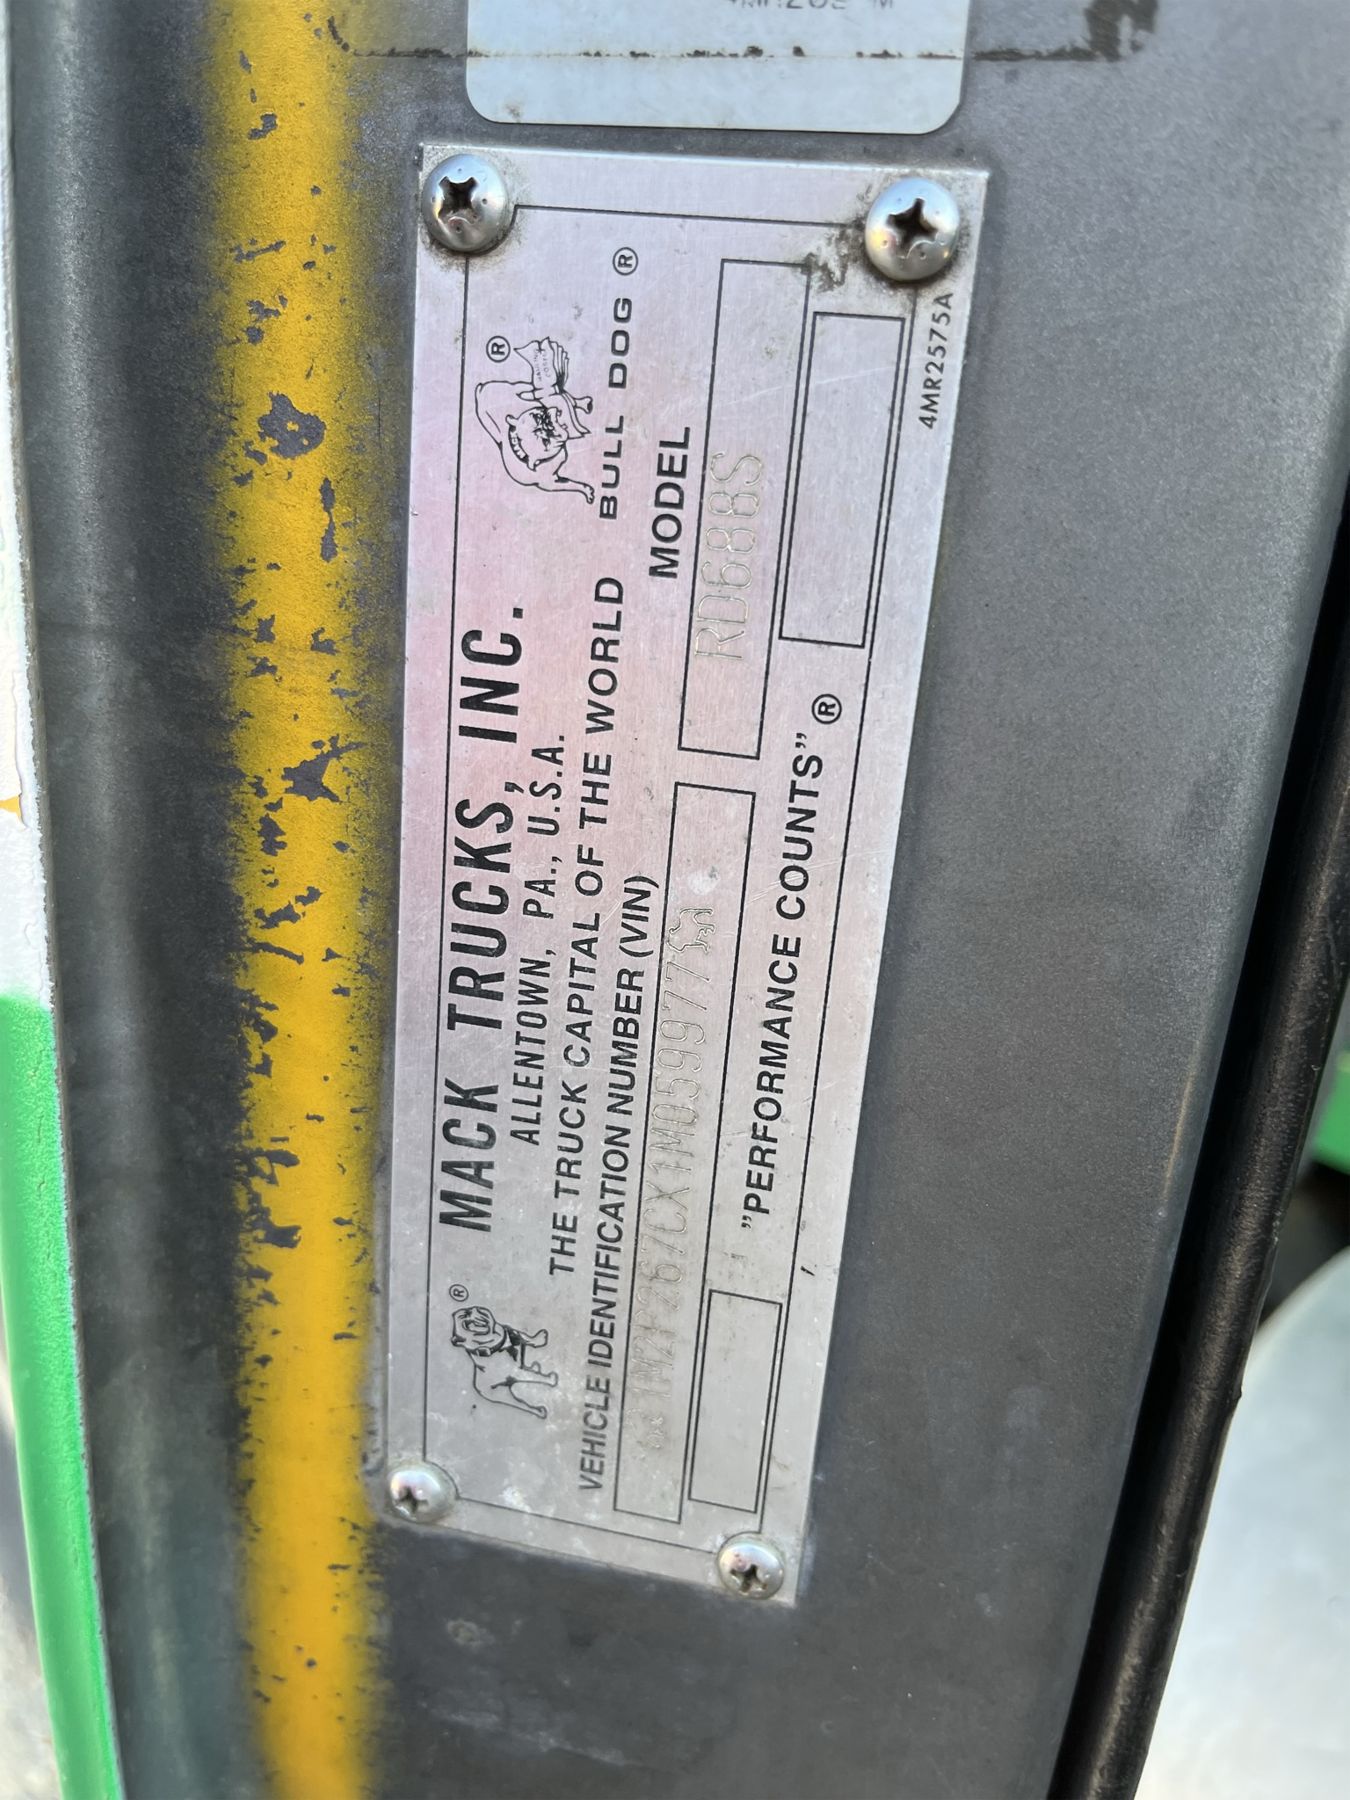 ®
MACK TRUCKS, INC.
®
ALLENTOWN, PA., U.S.A.
THE TRUCK CAPITAL OF THE WORLD
BULL DOG ®
VEHICLE IDENTIFICATION NUMBER (VIN)
MODEL
1M2P267CX1M059977
RD688S
"PERFORMANCE COUNTS" ®
4MR2575A